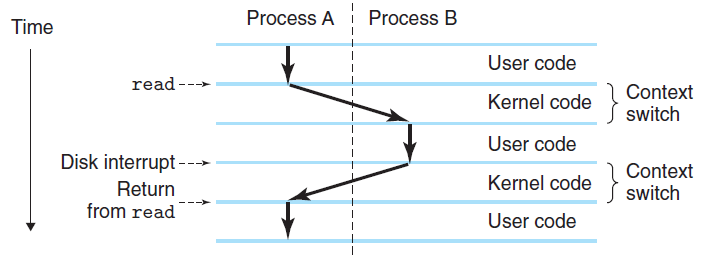 Process A
Process B
Time
User code
read
Kernel code
Context
switch
User code
Disk interrupt
Kernel code
Context
switch
Return
from read
User code